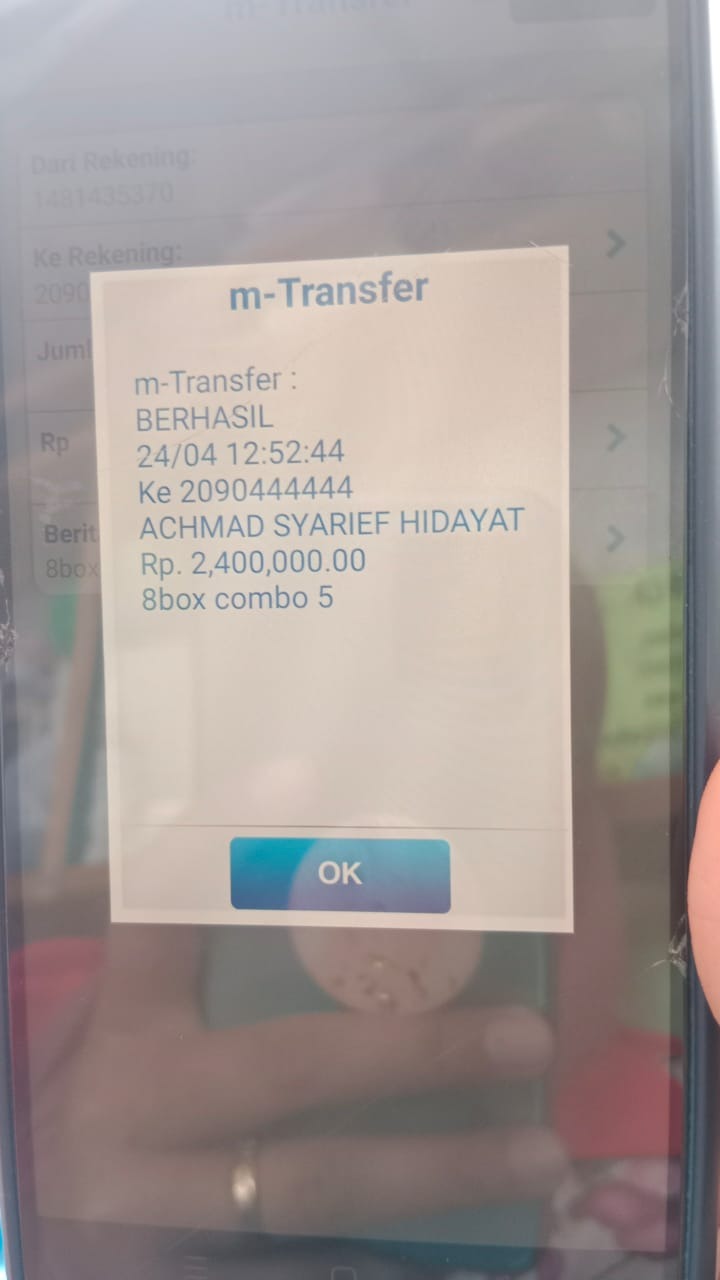 m-Transfer
Dari Rekening:
1481435370
Ke Rekening:
2090
m-Transfer
Juml
m-Transfer :
BERHASIL
24/04 12:52:44
Ke 2090444444
ACHMAD SYARIEF HIDAYAT
Rp. 2,400,000.00
8box combo 5
Rp
Berit
8box
OK